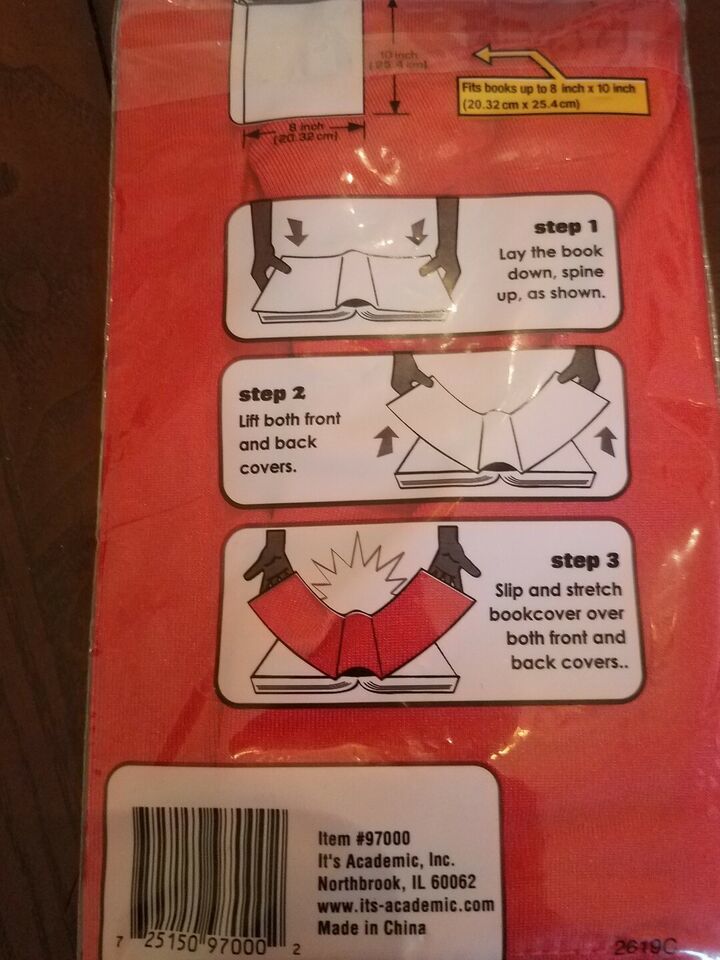 10 inch
(25.4 cm)
8 inch
(20.32 cm)
Fits books up to 8 inch x 10 inch
(20.32 cm x 25.4cm)
step 1
Lay the book
down, spine
up, as shown.
step 2
Lift both front
and back
covers.
step 3
Slip and stretch
bookcover over
both front and
back covers..
Item #97000
It's Academic, Inc.
Northbrook, IL 60062
www.its-academic.com
Made in China
7 25150 97000 2
2619C